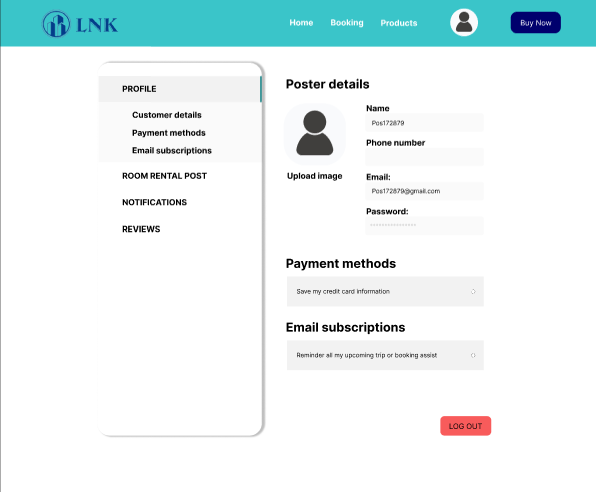 LNK
Home Booking Products
Buy Now
PROFILE
Customer details
Payment methods
Email subscriptions
ROOM RENTAL POST
NOTIFICATIONS
REVIEWS
Poster details
Upload image
Name
Pos172879
Phone number
Email:
Pos172879@gmail.com
Password:
****************
Payment methods
Save my credit card information
Email subscriptions
Reminder all my upcoming trip or booking assist
LOG OUT